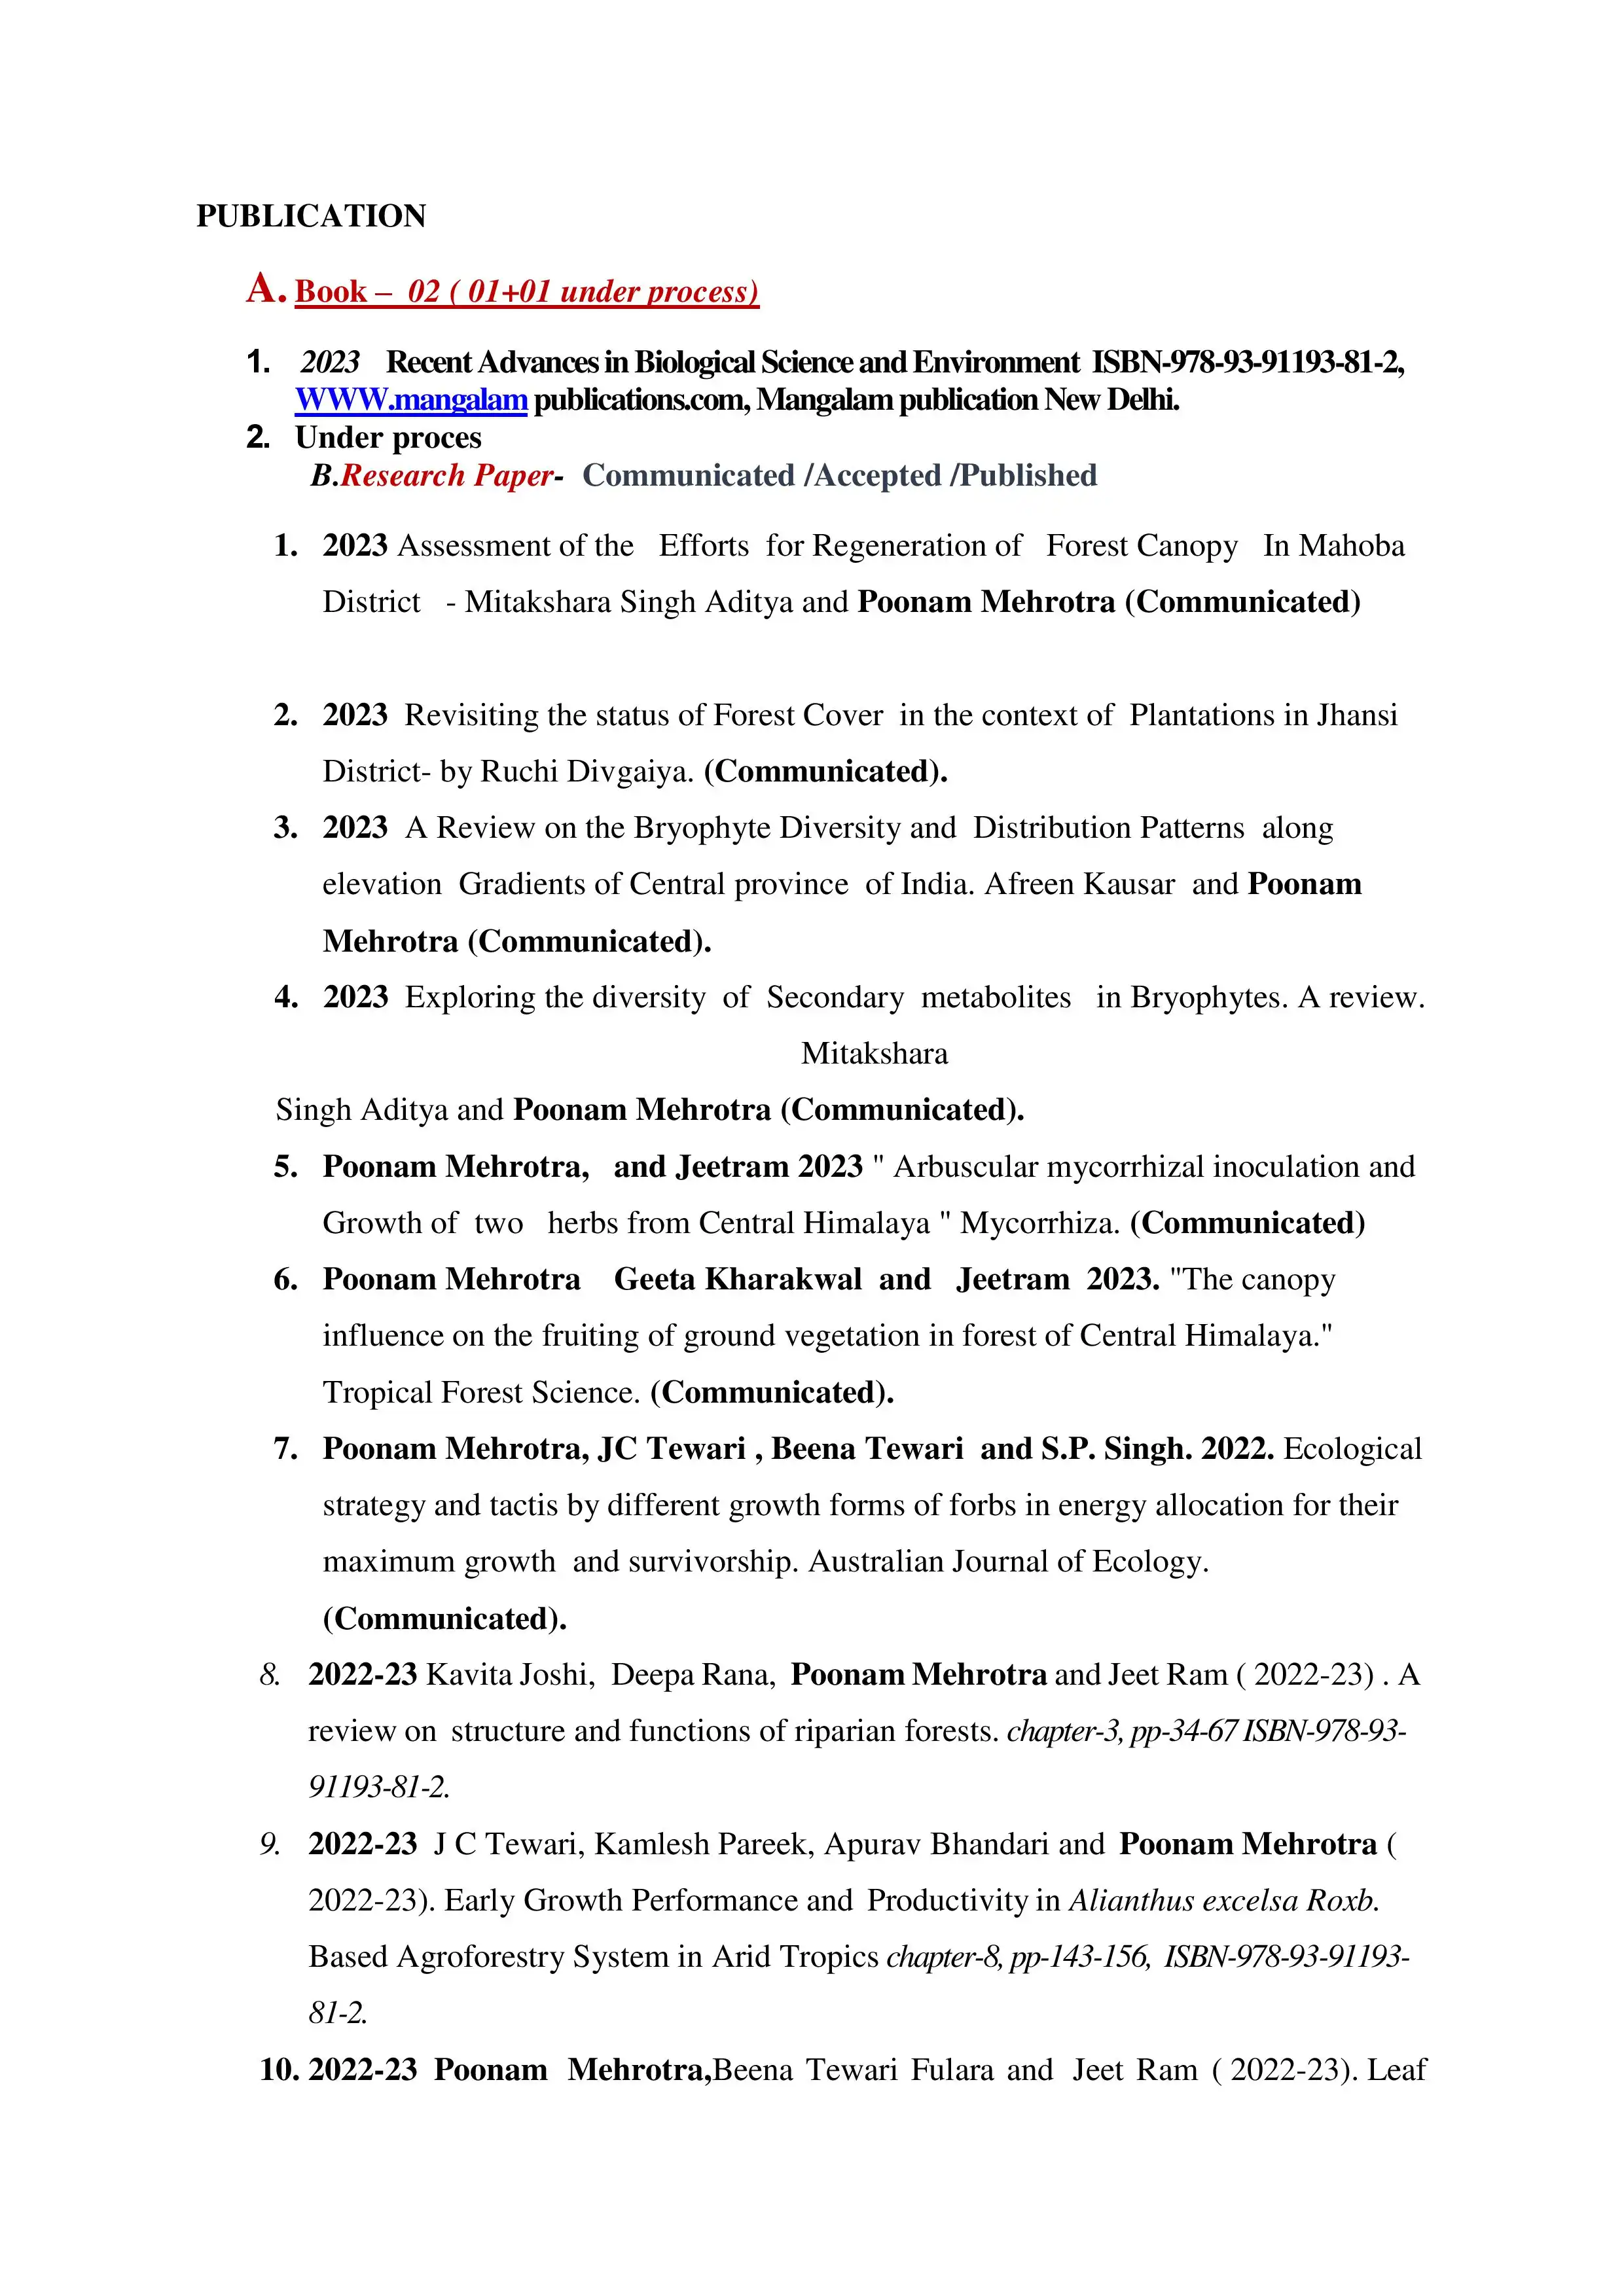 PUBLICATION
A. Book – 02 ( 01+01 under process)
1. 2023 Recent Advances in Biological Science and Environment ISBN-978-93-91193-81-2,
WWW.mangalam publications.com, Mangalam publication New Delhi.
2. Under proces
B.Research Paper- Communicated /Accepted /Published
1. 2023 Assessment of the Efforts for Regeneration of Forest Canopy In Mahoba
District - Mitakshara Singh Aditya and Poonam Mehrotra (Communicated)
2. 2023 Revisiting the status of Forest Cover in the context of Plantations in Jhansi
District- by Ruchi Divgaiya. (Communicated).
3. 2023 A Review on the Bryophyte Diversity and Distribution Patterns along
elevation Gradients of Central province of India. Afreen Kausar and Poonam
Mehrotra (Communicated).
4. 2023 Exploring the diversity of Secondary metabolites in Bryophytes. A review.
Mitakshara
Singh Aditya and Poonam Mehrotra (Communicated).
5. Poonam Mehrotra, and Jeetram 2023 " Arbuscular mycorrhizal inoculation and
Growth of two herbs from Central Himalaya " Mycorrhiza. (Communicated)
6. Poonam Mehrotra Geeta Kharakwal and Jeetram 2023. "The canopy
influence on the fruiting of ground vegetation in forest of Central Himalaya."
Tropical Forest Science. (Communicated).
7. Poonam Mehrotra, JC Tewari , Beena Tewari and S.P. Singh. 2022. Ecological
strategy and tactis by different growth forms of forbs in energy allocation for their
maximum growth and survivorship. Australian Journal of Ecology.
(Communicated).
8. 2022-23 Kavita Joshi, Deepa Rana, Poonam Mehrotra and Jeet Ram ( 2022-23) . A
review on structure and functions of riparian forests. chapter-3, pp-34-67 ISBN-978-93-
91193-81-2.
9. 2022-23 J C Tewari, Kamlesh Pareek, Apurav Bhandari and Poonam Mehrotra (
2022-23). Early Growth Performance and Productivity in Alianthus excelsa Roxb.
Based Agroforestry System in Arid Tropics chapter-8, pp-143-156, ISBN-978-93-91193-
81-2.
10. 2022-23 Poonam Mehrotra,Beena Tewari Fulara and Jeet Ram ( 2022-23). Leaf